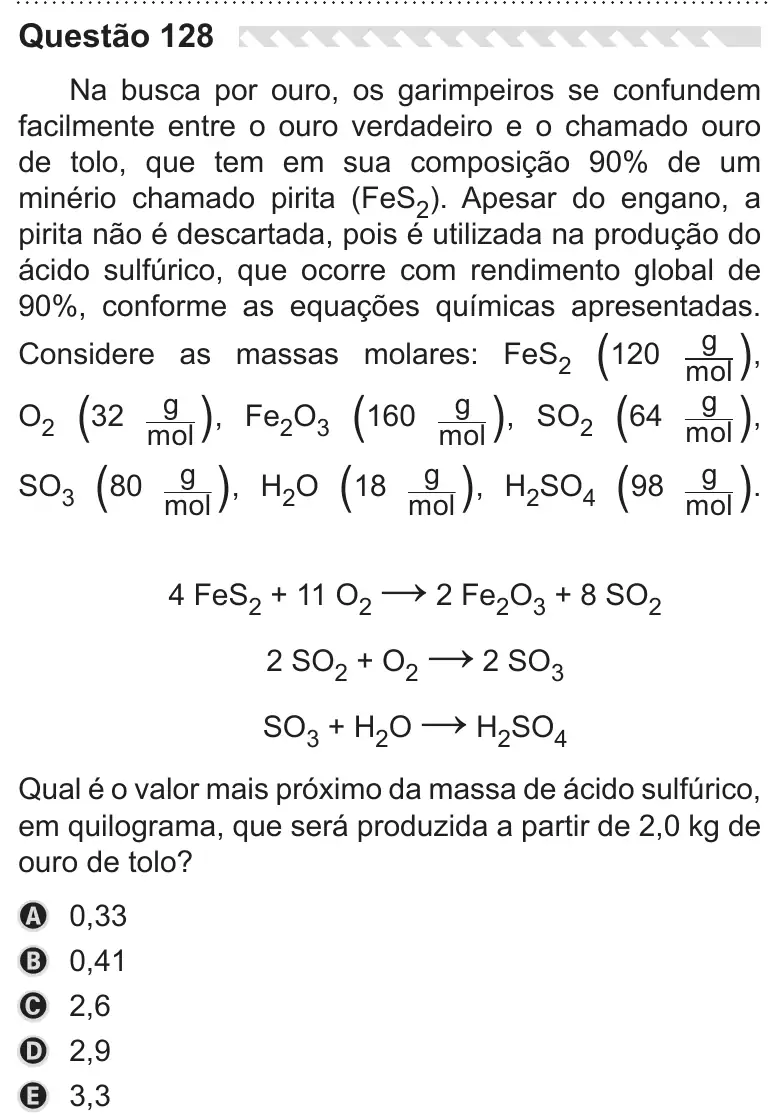 Questão 128
Na busca por ouro, os garimpeiros se confundem
facilmente entre o ouro verdadeiro e o chamado ouro
de tolo, que tem em sua composição 90% de um
minério chamado pirita (FeS₂). Apesar do engano, a
pirita não é descartada, pois é utilizada na produção do
ácido sulfúrico, que ocorre com rendimento global de
90%, conforme as equações químicas apresentadas.
Considere as massas molares: FeS₂ (120 g/mol),
O₂ (32 g/mol), Fe₂O₃ (160 g/mol), SO₂ (64 g/mol),
SO₃ (80 g/mol), H₂O (18 g/mol), H₂SO₄ (98 g/mol).
4 FeS₂ + 11 O₂ ⟶ 2 Fe₂O₃ + 8 SO₂
2 SO₂ + O₂ ⟶ 2 SO₃
SO₃ + H₂O ⟶ H₂SO₄
Qual é o valor mais próximo da massa de ácido sulfúrico,
em quilograma, que será produzida a partir de 2,0 kg de
ouro de tolo?
A 0,33
B 0,41
C 2,6
D 2,9
E 3,3